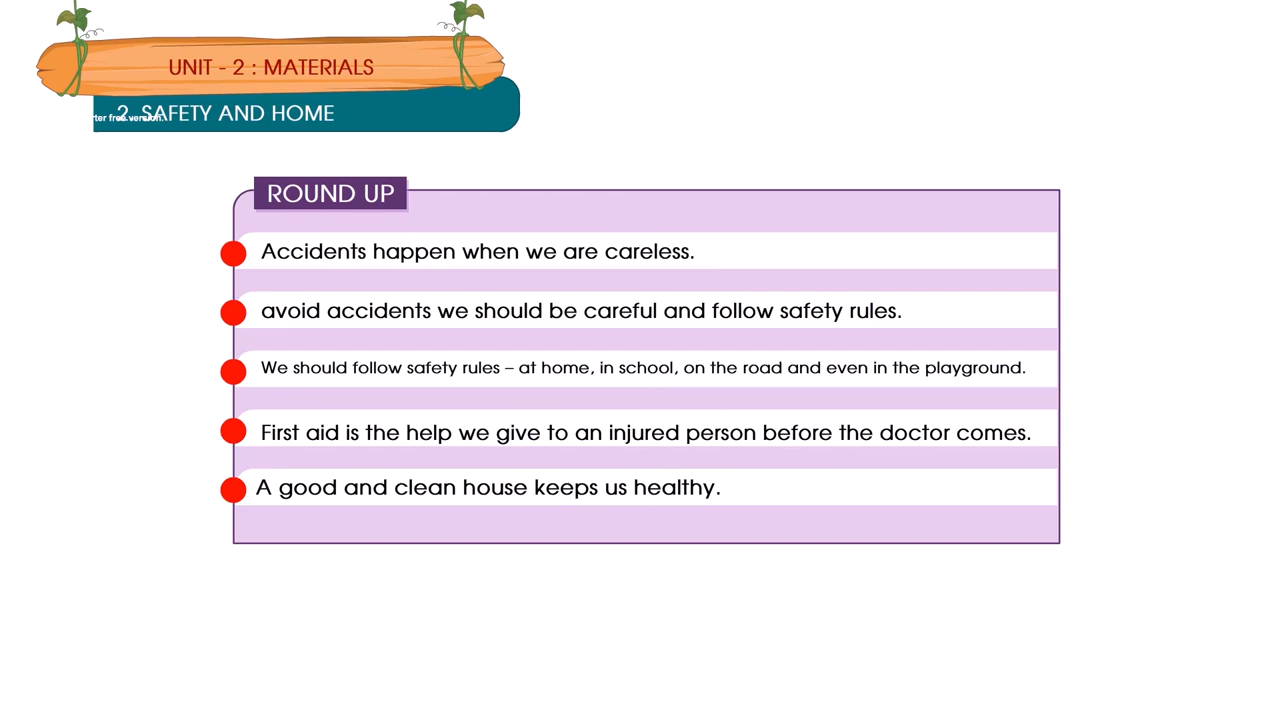 UNIT - 2 : MATERIALS
2. SAFETY AND HOME
rter free version.
ROUND UP
Accidents happen when we are careless.
avoid accidents we should be careful and follow safety rules.
We should follow safety rules – at home, in school, on the road and even in the playground.
First aid is the help we give to an injured person before the doctor comes.
A good and clean house keeps us healthy.